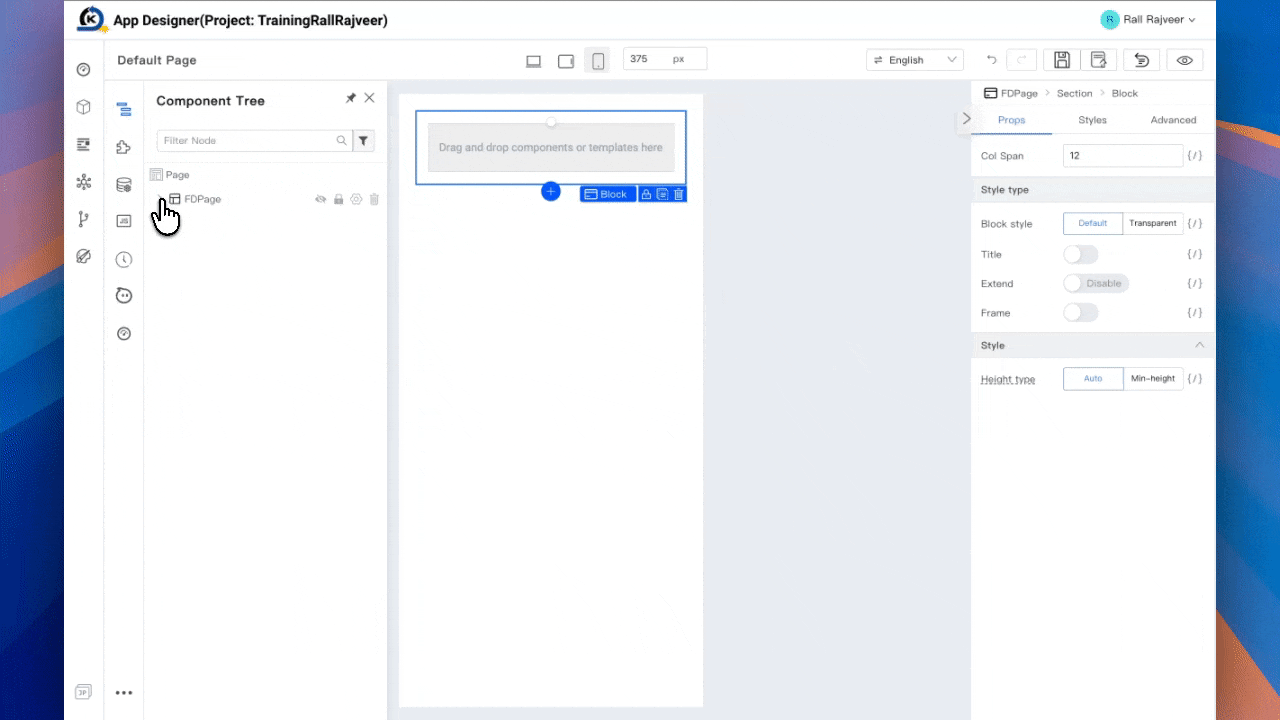 App Designer(Project: TrainingRallRajveer)
R Rall Rajveer
Default Page
375 px
English
Component Tree
Filter Node
Page
FDPage
JS
JP
Drag and drop components or templates here
Block
FDPage > Section > Block
Props Styles Advanced
Col Span 12 {/}
Style type
Block style Default Transparent {/}
Title {/}
Extend Disable {/}
Frame {/}
Style
Height type Auto Min-height {/}